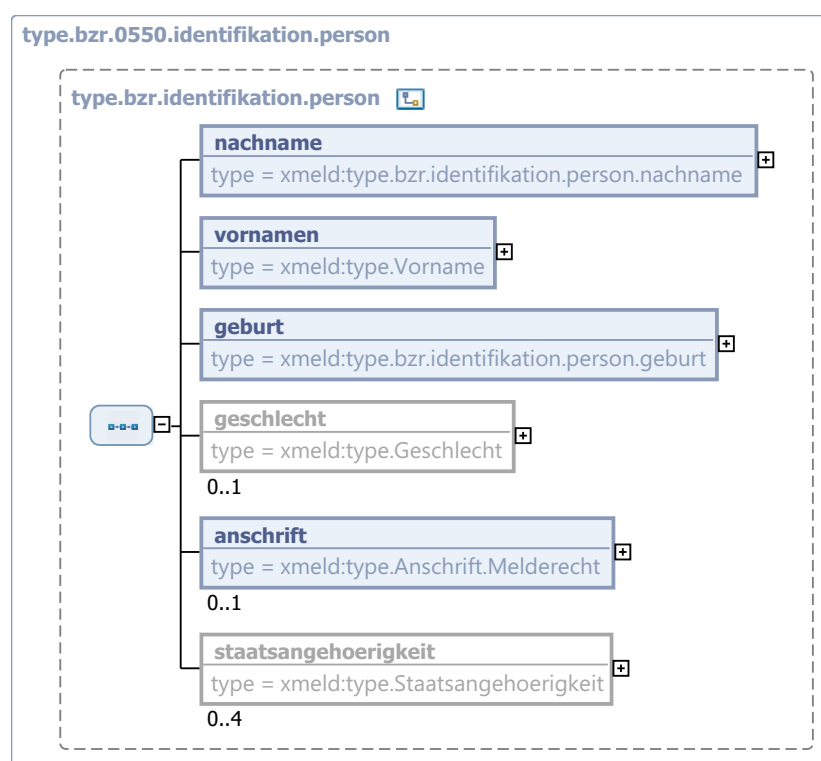 type.bzr.0550.identifikation.person
type.bzr.identifikation.person
nachname
type = xmeld:type.bzr.identifikation.person.nachname
vornamen
type = xmeld:type.Vorname
geburt
type = xmeld:type.bzr.identifikation.person.geburt
geschlecht
type = xmeld:type.Geschlecht
0..1
anschrift
type = xmeld:type.Anschrift.Melderecht
0..1
staatsangehoerigkeit
type = xmeld:type.Staatsangehoerigkeit
0..4